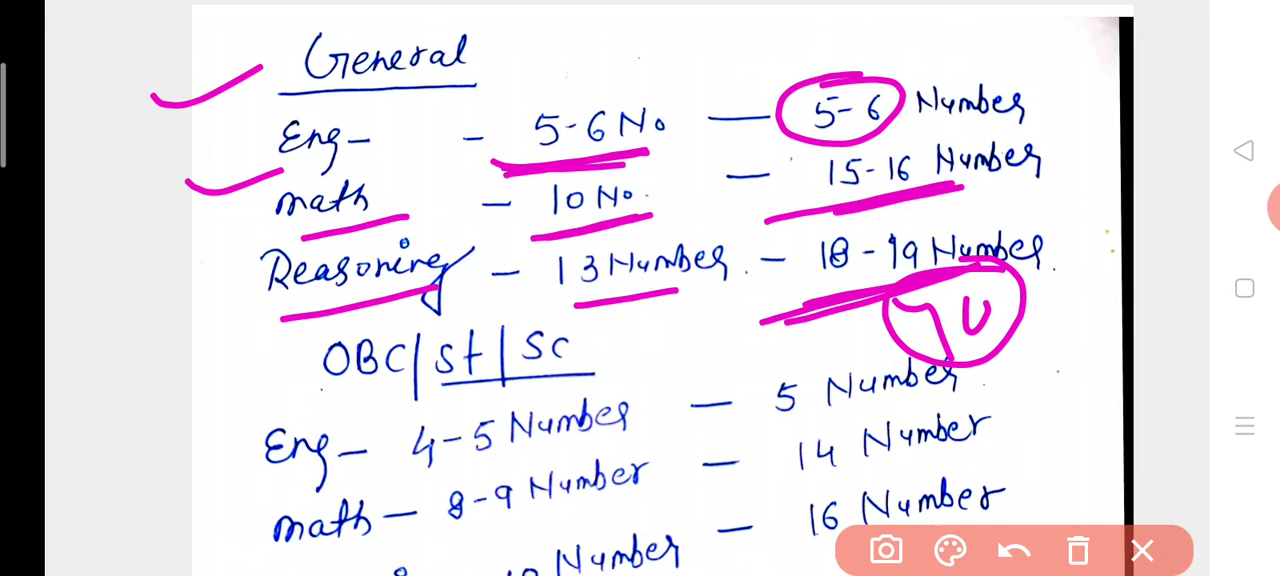 General
Eng- - 5-6 No — 5-6 Number
math - 10 No. — 15-16 Number
Reasoning - 13 Number. - 18-19 Number.
OBC/st/sc
Eng- 4-5 Number - 5 Number
math- 8-9 Number - 14 Number
Number - 16 Number